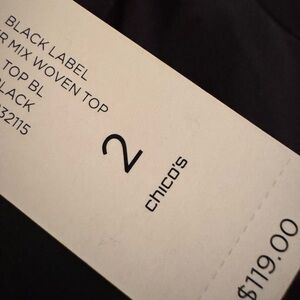 BLACK LABEL
R MIX WOVEN TOP
TOP BL
LACK
32115
2
chico's
$119.00